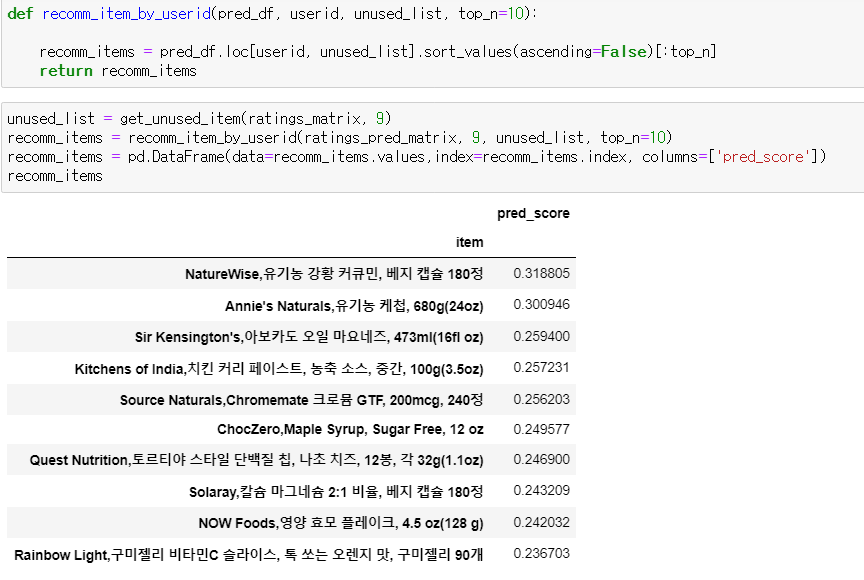 def recomm_item_by_userid(pred_df, userid, unused_list, top_n=10):
recomm_items = pred_df.loc[userid, unused_list].sort_values(ascending=False)[:top_n]
return recomm_items
unused_list = get_unused_item(ratings_matrix, 9)
recomm_items = recomm_item_by_userid(ratings_pred_matrix, 9, unused_list, top_n=10)
recomm_items = pd.DataFrame(data=recomm_items.values,index=recomm_items.index, columns=['pred_score'])
recomm_items
pred_score
item
NatureWise,유기농 강황 커큐민, 베지 캡슐 180정 0.318805
Annie's Naturals,유기농 케첩, 680g(24oz) 0.300946
Sir Kensington's,아보카도 오일 마요네즈, 473ml(16fl oz) 0.259400
Kitchens of India,치킨 커리 페이스트, 농축 소스, 중간, 100g(3.5oz) 0.257231
Source Naturals,Chromemate 크로뮴 GTF, 200mcg, 240정 0.256203
ChocZero,Maple Syrup, Sugar Free, 12 oz 0.249577
Quest Nutrition,토르티야 스타일 단백질 칩, 나초 치즈, 12봉, 각 32g(1.1oz) 0.246900
Solaray,칼슘 마그네슘 2:1 비율, 베지 캡슐 180정 0.243209
NOW Foods,영양 효모 플레이크, 4.5 oz(128 g) 0.242032
Rainbow Light,구미젤리 비타민C 슬라이스, 톡 쏘는 오렌지 맛, 구미젤리 90개 0.236703